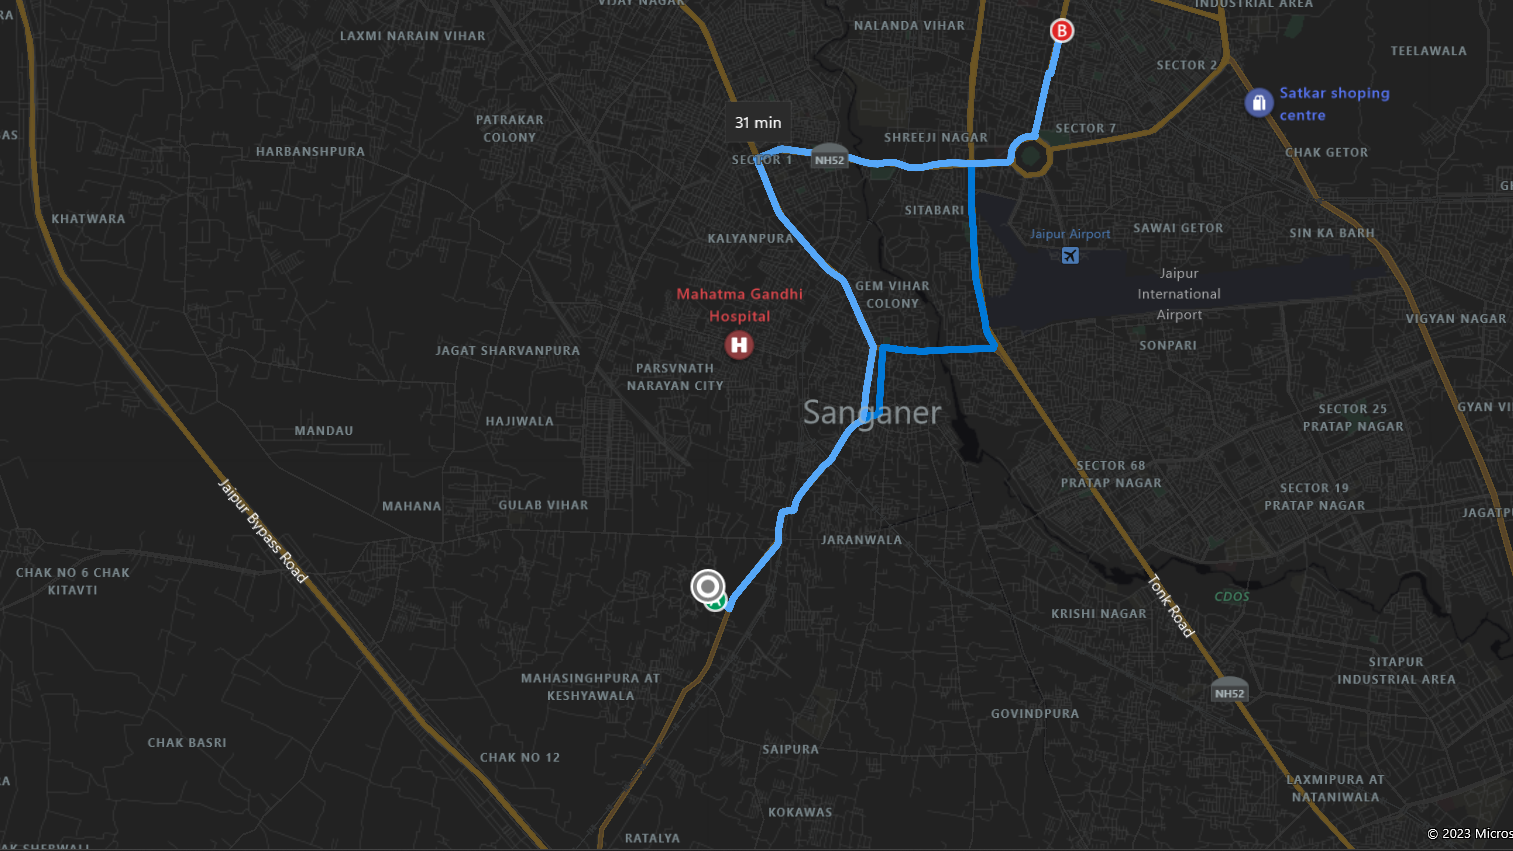 VIJAY NAGAR
INDUSTRIAL AREA
LAXMI NARAIN VIHAR
NALANDA VIHAR
B
TEELAWALA
SECTOR 2
Satkar shoping
centre
31 min
PATRAKAR
COLONY
SHREEJI NAGAR
SECTOR 7
HARBANSHPURA
SECTOR 1
NH52
CHAK GETOR
KHATWARA
SITABARI
KALYANPURA
Jaipur Airport
SAWAI GETOR
SIN KA BARH
Jaipur
International
Airport
GEM VIHAR
COLONY
Mahatma Gandhi
Hospital
H
VIGYAN NAGAR
JAGAT SHARVANPURA
SONPARI
PARSVNATH
NARAYAN CITY
Sanganer
HAJIWALA
MANDAU
SECTOR 25
PRATAP NAGAR
GYAN VI
SECTOR 68
PRATAP NAGAR
SECTOR 19
PRATAP NAGAR
MAHANA
GULAB VIHAR
JAGATP
Jaipur Bypass Road
JARANWALA
CHAK NO 6 CHAK
KITAVTI
A
Tonk Road
CDOS
KRISHI NAGAR
SITAPUR
INDUSTRIAL AREA
MAHASINGHPURA AT
KESHYAWALA
NH52
GOVINDPURA
CHAK BASRI
SAIPURA
CHAK NO 12
LAXMIPURA AT
NATANIWALA
KOKAWAS
RATALYA
© 2023 Micros